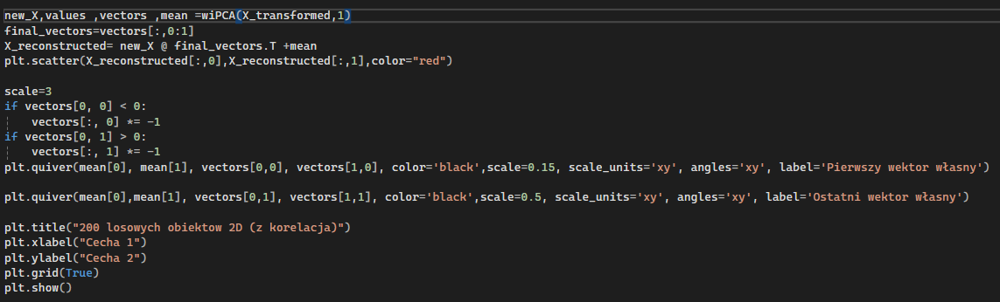 new_X,values ,vectors ,mean =wiPCA(X_transformed,1)
final_vectors=vectors[:,0:1]
X_reconstructed= new_X @ final_vectors.T +mean
plt.scatter(X_reconstructed[:,0],X_reconstructed[:,1],color="red")
scale=3
if vectors[0, 0] < 0:
    vectors[:, 0] *= -1
if vectors[0, 1] > 0:
    vectors[:, 1] *= -1
plt.quiver(mean[0], mean[1], vectors[0,0], vectors[1,0], color='black',scale=0.15, scale_units='xy', angles='xy', label='Pierwszy wektor własny')
plt.quiver(mean[0],mean[1], vectors[0,1], vectors[1,1], color='black',scale=0.5, scale_units='xy', angles='xy', label='Ostatni wektor własny')
plt.title("200 losowych obiektow 2D (z korelacja)")
plt.xlabel("Cecha 1")
plt.ylabel("Cecha 2")
plt.grid(True)
plt.show()